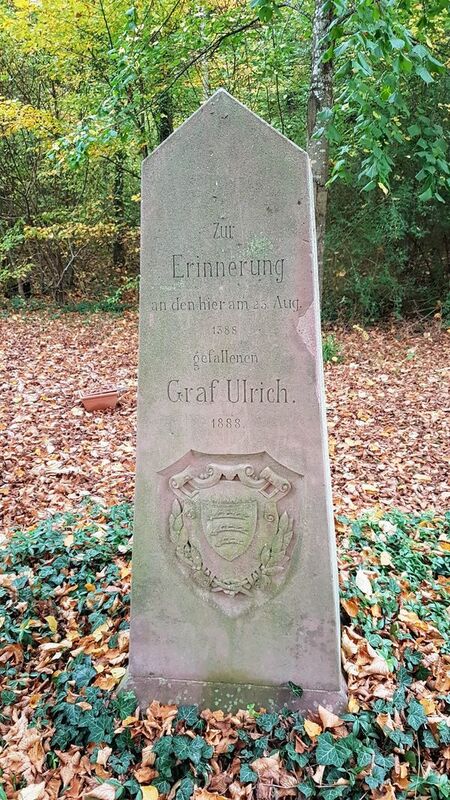 Zur
Erinnerung
an den hier am 23. Aug.
1388
gefallenen
Graf Ulrich.
1888.